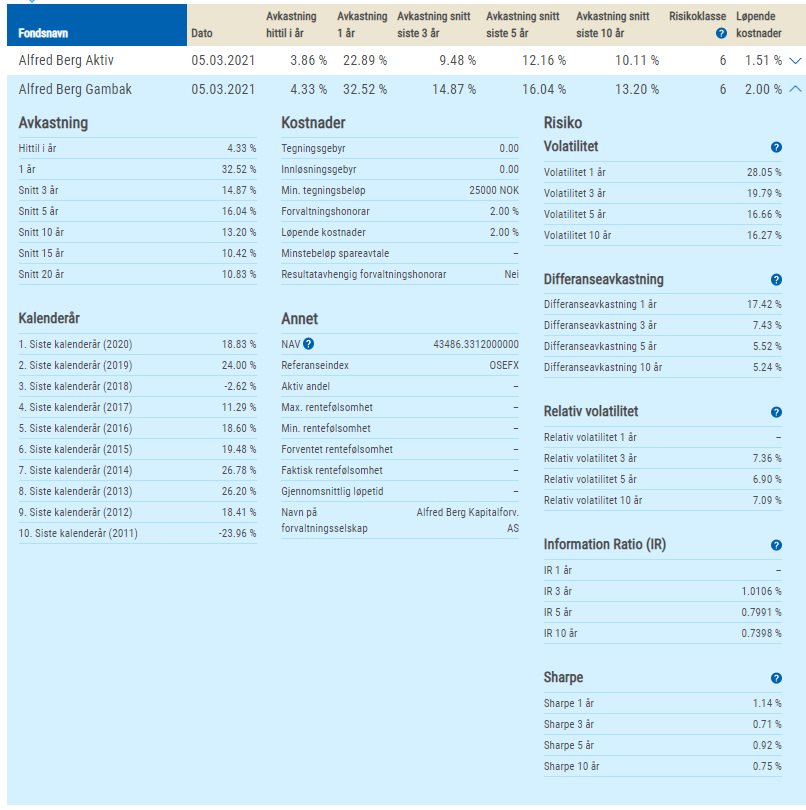 Fondsnavn Dato Avkastning hittil i år Avkastning 1 år Avkastning snitt siste 3 år Avkastning snitt siste 5 år Avkastning snitt siste 10 år Risikoklasse Løpende kostnader
Alfred Berg Aktiv 05.03.2021 3.86 % 22.89 % 9.48 % 12.16 % 10.11 % 6 1.51 %
Alfred Berg Gambak 05.03.2021 4.33 % 32.52 % 14.87 % 16.04 % 13.20 % 6 2.00 %
Avkastning
Hittil i år 4.33 %
1 år 32.52 %
Snitt 3 år 14.87 %
Snitt 5 år 16.04 %
Snitt 10 år 13.20 %
Snitt 15 år 10.42 %
Snitt 20 år 10.83 %
Kalenderår
1. Siste kalenderår (2020) 18.83 %
2. Siste kalenderår (2019) 24.00 %
3. Siste kalenderår (2018) -2.62 %
4. Siste kalenderår (2017) 11.29 %
5. Siste kalenderår (2016) 18.60 %
6. Siste kalenderår (2015) 19.48 %
7. Siste kalenderår (2014) 26.78 %
8. Siste kalenderår (2013) 26.20 %
9. Siste kalenderår (2012) 18.41 %
10. Siste kalenderår (2011) -23.96 %
Kostnader
Tegningsgebyr 0.00
Innløsningsgebyr 0.00
Min. tegningsbeløp 25000 NOK
Forvaltningshonorar 2.00 %
Løpende kostnader 2.00 %
Minstebeløp spareavtale –
Resultatavhengig forvaltningshonorar Nei
Annet
NAV ? 43486.3312000000
Referanseindex OSEFX
Aktiv andel –
Max. rentefølsomhet –
Min. rentefølsomhet –
Forventet rentefølsomhet –
Faktisk rentefølsomhet –
Gjennomsnittlig løpetid –
Navn på Alfred Berg Kapitalforv.
forvaltningsselskap AS
Risiko
Volatilitet ?
Volatilitet 1 år 28.05 %
Volatilitet 3 år 19.79 %
Volatilitet 5 år 16.66 %
Volatilitet 10 år 16.27 %
Differanseavkastning ?
Differanseavkastning 1 år 17.42 %
Differanseavkastning 3 år 7.43 %
Differanseavkastning 5 år 5.52 %
Differanseavkastning 10 år 5.24 %
Relativ volatilitet ?
Relativ volatilitet 1 år –
Relativ volatilitet 3 år 7.36 %
Relativ volatilitet 5 år 6.90 %
Relativ volatilitet 10 år 7.09 %
Information Ratio (IR) ?
IR 1 år –
IR 3 år 1.0106 %
IR 5 år 0.7991 %
IR 10 år 0.7398 %
Sharpe ?
Sharpe 1 år 1.14 %
Sharpe 3 år 0.71 %
Sharpe 5 år 0.92 %
Sharpe 10 år 0.75 %